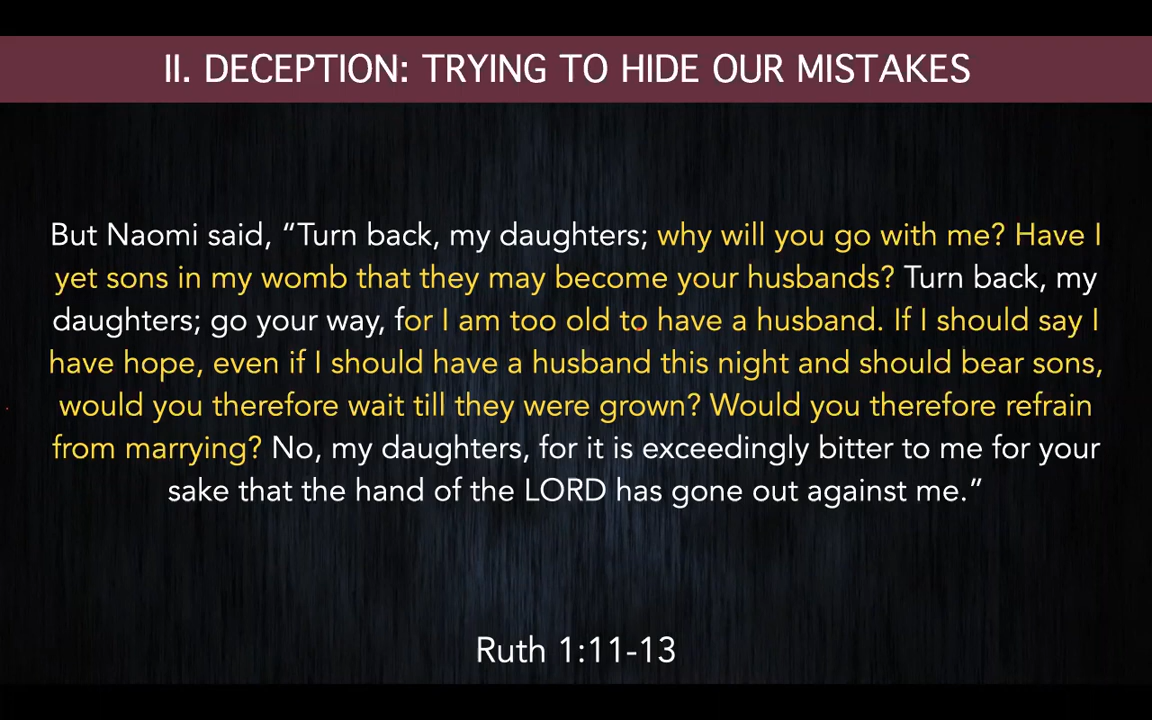 II. DECEPTION: TRYING TO HIDE OUR MISTAKES
But Naomi said, “Turn back, my daughters; why will you go with me? Have I
yet sons in my womb that they may become your husbands? Turn back, my
daughters; go your way, for I am too old to have a husband. If I should say I
have hope, even if I should have a husband this night and should bear sons,
would you therefore wait till they were grown? Would you therefore refrain
from marrying? No, my daughters, for it is exceedingly bitter to me for your
sake that the hand of the LORD has gone out against me.”
Ruth 1:11-13